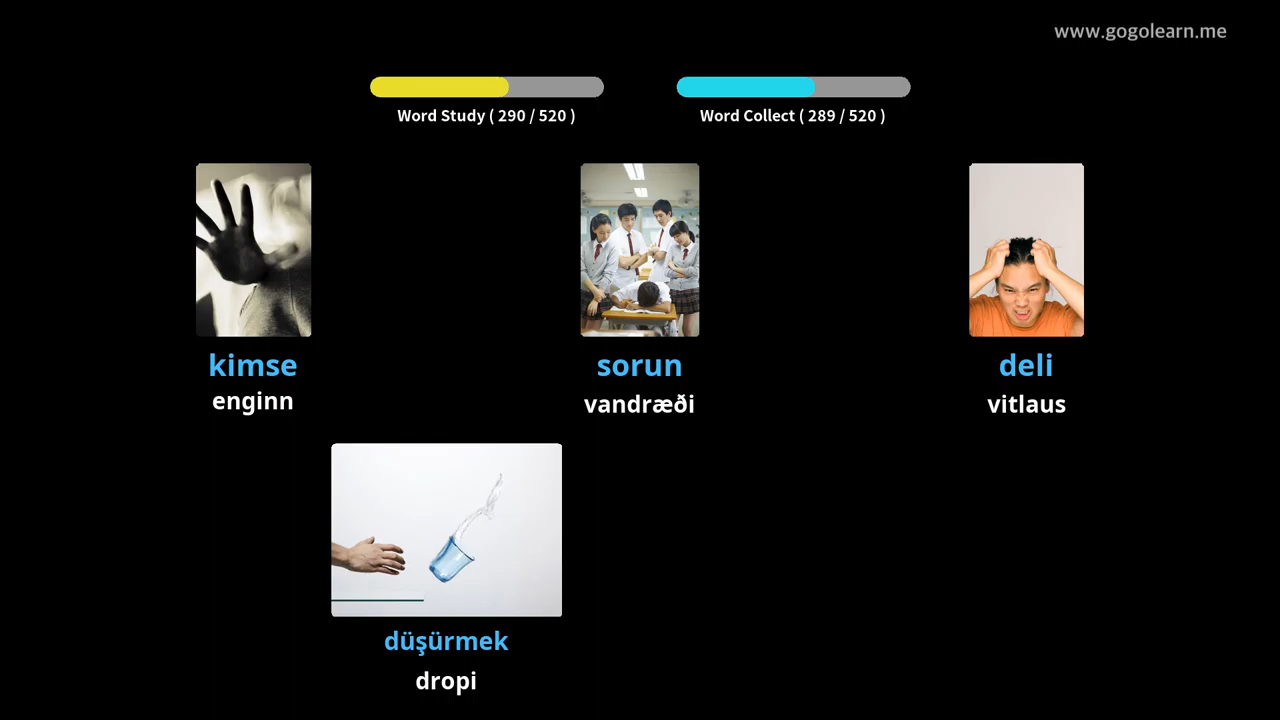 www.gogolearn.me
Word Study ( 290 / 520 )
Word Collect ( 289 / 520 )
kimse
enginn
sorun
vandræði
deli
vitlaus
düşürmek
dropi